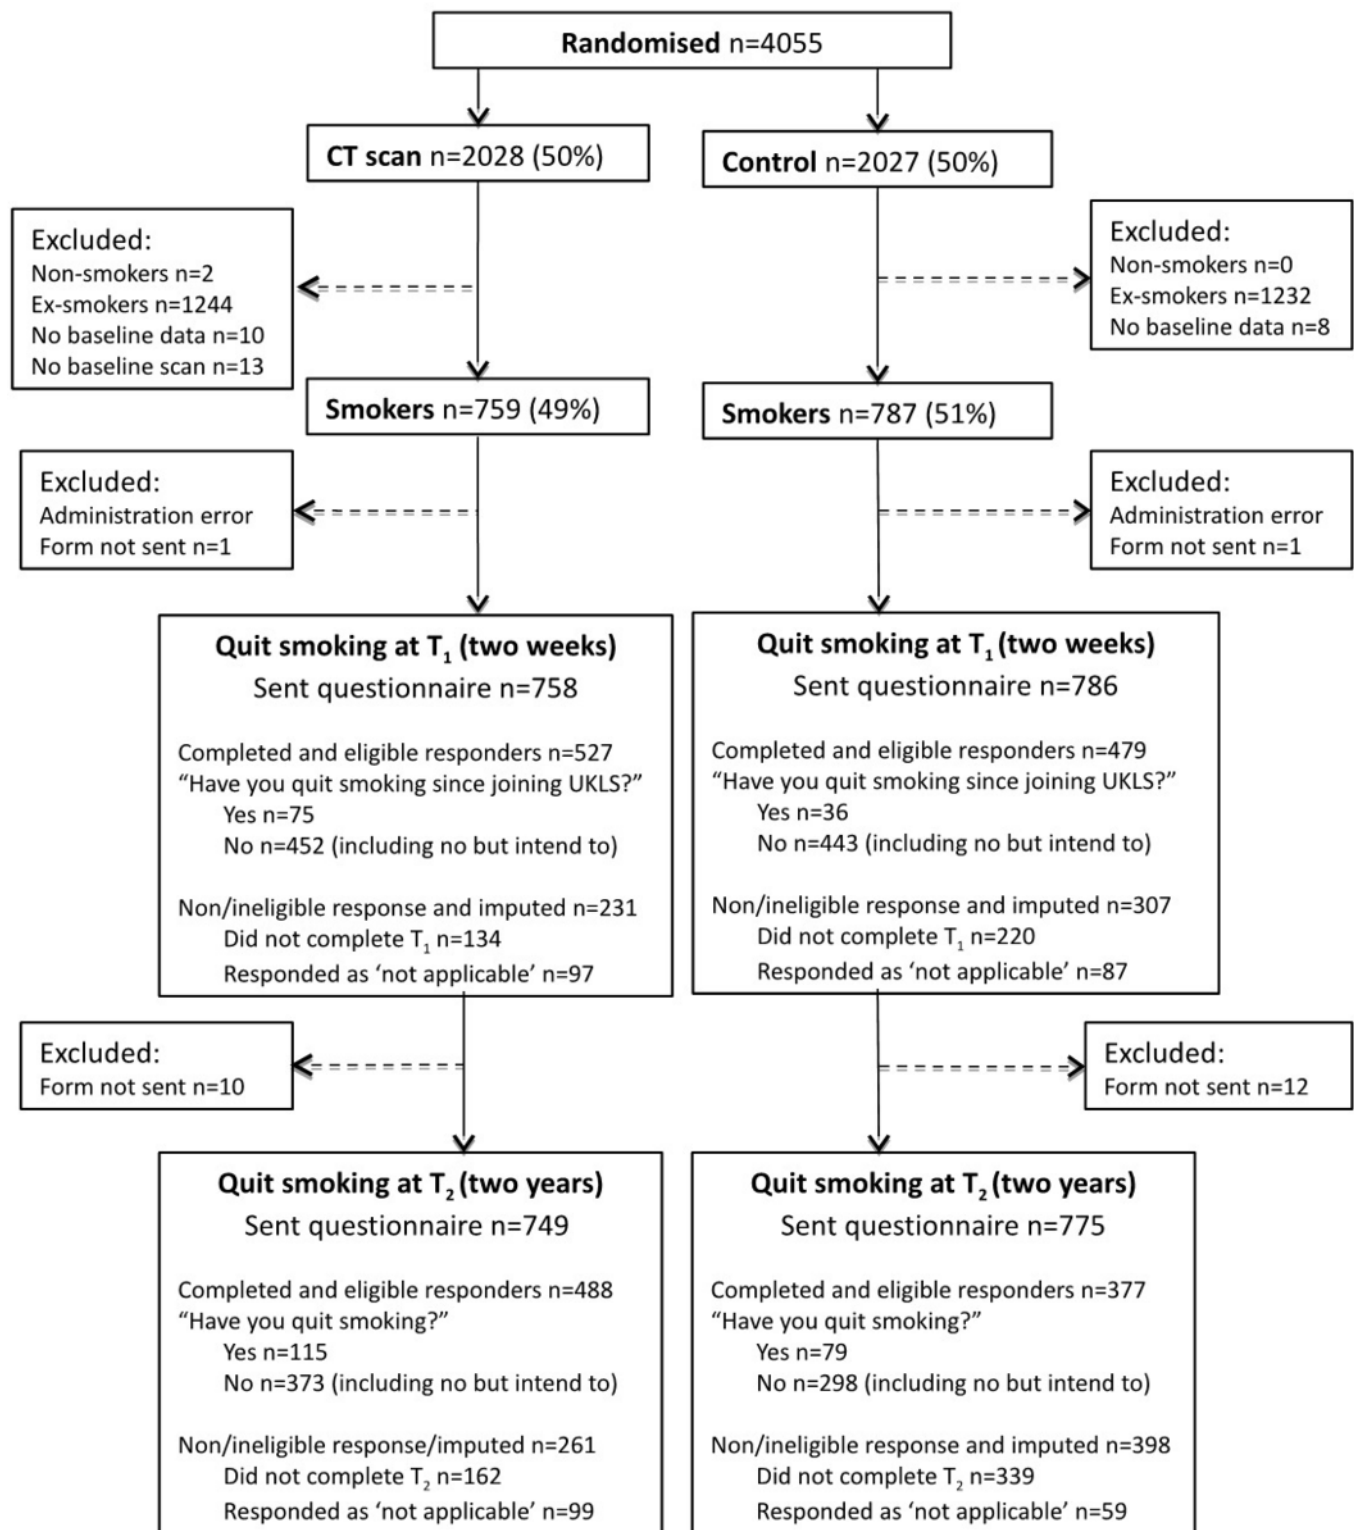 Randomised n=4055
CT scan n=2028 (50%)
Control n=2027 (50%)
Excluded:
Non-smokers n=2
Ex-smokers n=1244
No baseline data n=10
No baseline scan n=13
Excluded:
Non-smokers n=0
Ex-smokers n=1232
No baseline data n=8
Smokers n=759 (49%)
Smokers n=787 (51%)
Excluded:
Administration error
Form not sent n=1
Excluded:
Administration error
Form not sent n=1
Quit smoking at T1 (two weeks)
Sent questionnaire n=758
Completed and eligible responders n=527
“Have you quit smoking since joining UKLS?”
Yes n=75
No n=452 (including no but intend to)
Non/ineligible response and imputed n=231
Did not complete T1 n=134
Responded as ‘not applicable’ n=97
Quit smoking at T1 (two weeks)
Sent questionnaire n=786
Completed and eligible responders n=479
“Have you quit smoking since joining UKLS?”
Yes n=36
No n=443 (including no but intend to)
Non/ineligible response and imputed n=307
Did not complete T1 n=220
Responded as ‘not applicable’ n=87
Excluded:
Form not sent n=10
Excluded:
Form not sent n=12
Quit smoking at T2 (two years)
Sent questionnaire n=749
Completed and eligible responders n=488
“Have you quit smoking?”
Yes n=115
No n=373 (including no but intend to)
Non/ineligible response/imputed n=261
Did not complete T2 n=162
Responded as ‘not applicable’ n=99
Quit smoking at T2 (two years)
Sent questionnaire n=775
Completed and eligible responders n=377
“Have you quit smoking?”
Yes n=79
No n=298 (including no but intend to)
Non/ineligible response and imputed n=398
Did not complete T2 n=339
Responded as ‘not applicable’ n=59